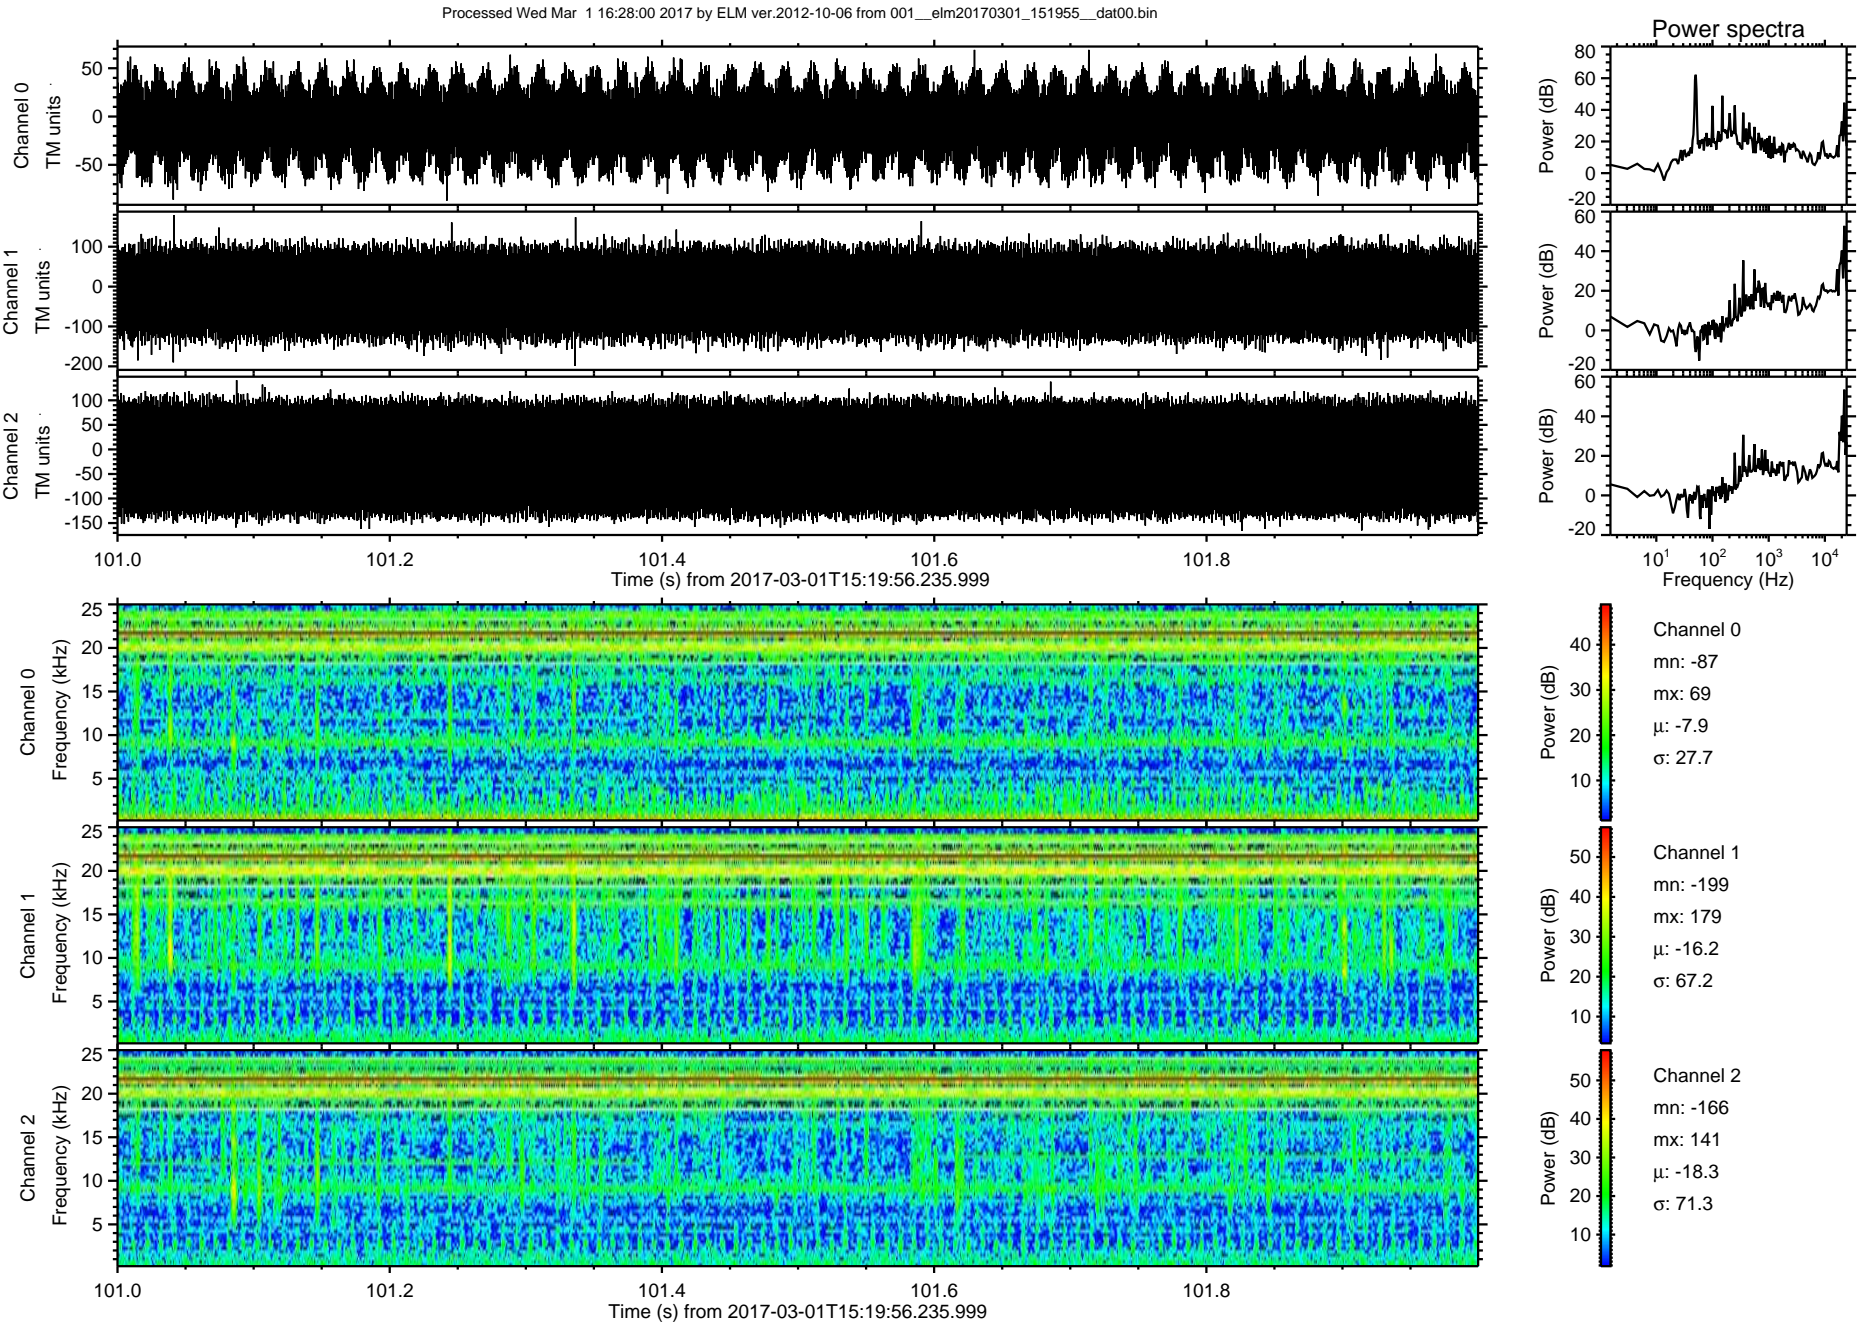 Processed Wed Mar  1 16:28:00 2017 by ELM ver.2012-10-06 from 001__elm20170301_151955__dat00.bin
Power spectra
Channel 0
TM units
50
0
-50
Power (dB)
80
60
40
20
0
-20
Channel 1
TM units
100
0
-100
-200
Power (dB)
60
40
20
0
-20
Channel 2
TM units
100
50
0
-50
-100
-150
Power (dB)
60
40
20
0
-20
101.0 101.2 101.4 101.6 101.8
Time (s) from 2017-03-01T15:19:56.235.999
10^1 10^2 10^3 10^4
Frequency (Hz)
Channel 0
Frequency (kHz)
25
20
15
10
5
Power (dB)
40
30
20
10
Channel 0
mn: -87
mx: 69
μ: -7.9
σ: 27.7
Channel 1
Frequency (kHz)
25
20
15
10
5
Power (dB)
50
40
30
20
10
Channel 1
mn: -199
mx: 179
μ: -16.2
σ: 67.2
Channel 2
Frequency (kHz)
25
20
15
10
5
Power (dB)
50
40
30
20
10
Channel 2
mn: -166
mx: 141
μ: -18.3
σ: 71.3
101.0 101.2 101.4 101.6 101.8
Time (s) from 2017-03-01T15:19:56.235.999